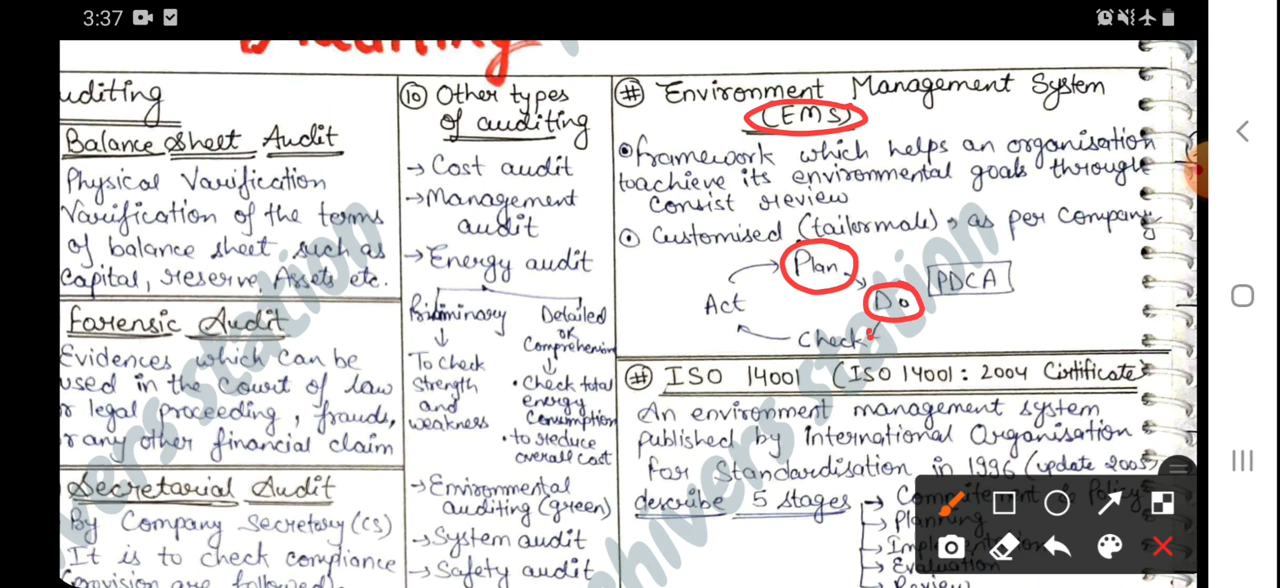 3:37
uditing
Balance Sheet Audit
Physical Varification
Varification of the terms
of balance sheet such as
capital, reserve, Assets etc.
Forensic Audit
Evidences which can be
used in the court of law
r legal proceeding, frauds,
r any other financial claim
Secretarial Audit
By Company Secretory (CS)
It is to check compliance
⑩ Other types
of auditing
→ Cost audit
→ Management
audit
→ Energy audit
Detailed
or
To check
strength
and
weakness
• Check total
energy
Consumption
• to reduce
overall cost
→ Environmental
auditing (green)
→ System audit
→ Safety audit
# Environment Management System
(EMS)
framework which helps an organisation
to achieve its environmental goals through
consist review
Customised (tailormale), as per company
Plan
Do
Check
Act
PDCA
# ISO 14001 (ISO 14001: 2004 Certificate)
An environment management system
published by International Organisation
For Standardisation in 1996 (update 2005)
describe 5 stages →
→ Planning
→ Evaluation